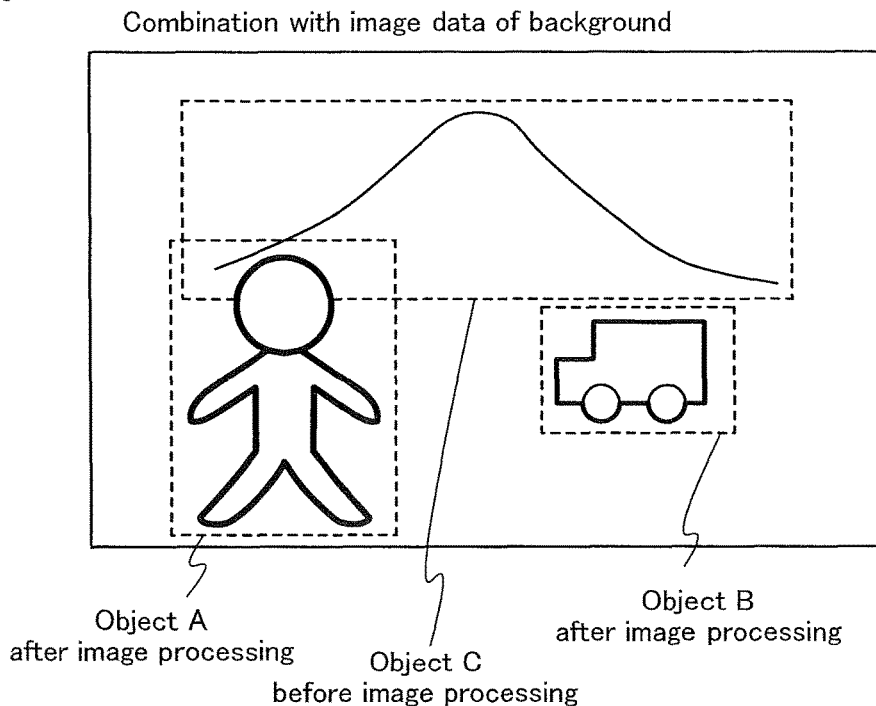 Combination with image data of background
Object A
after image processing
Object C
before image processing
Object B
after image processing